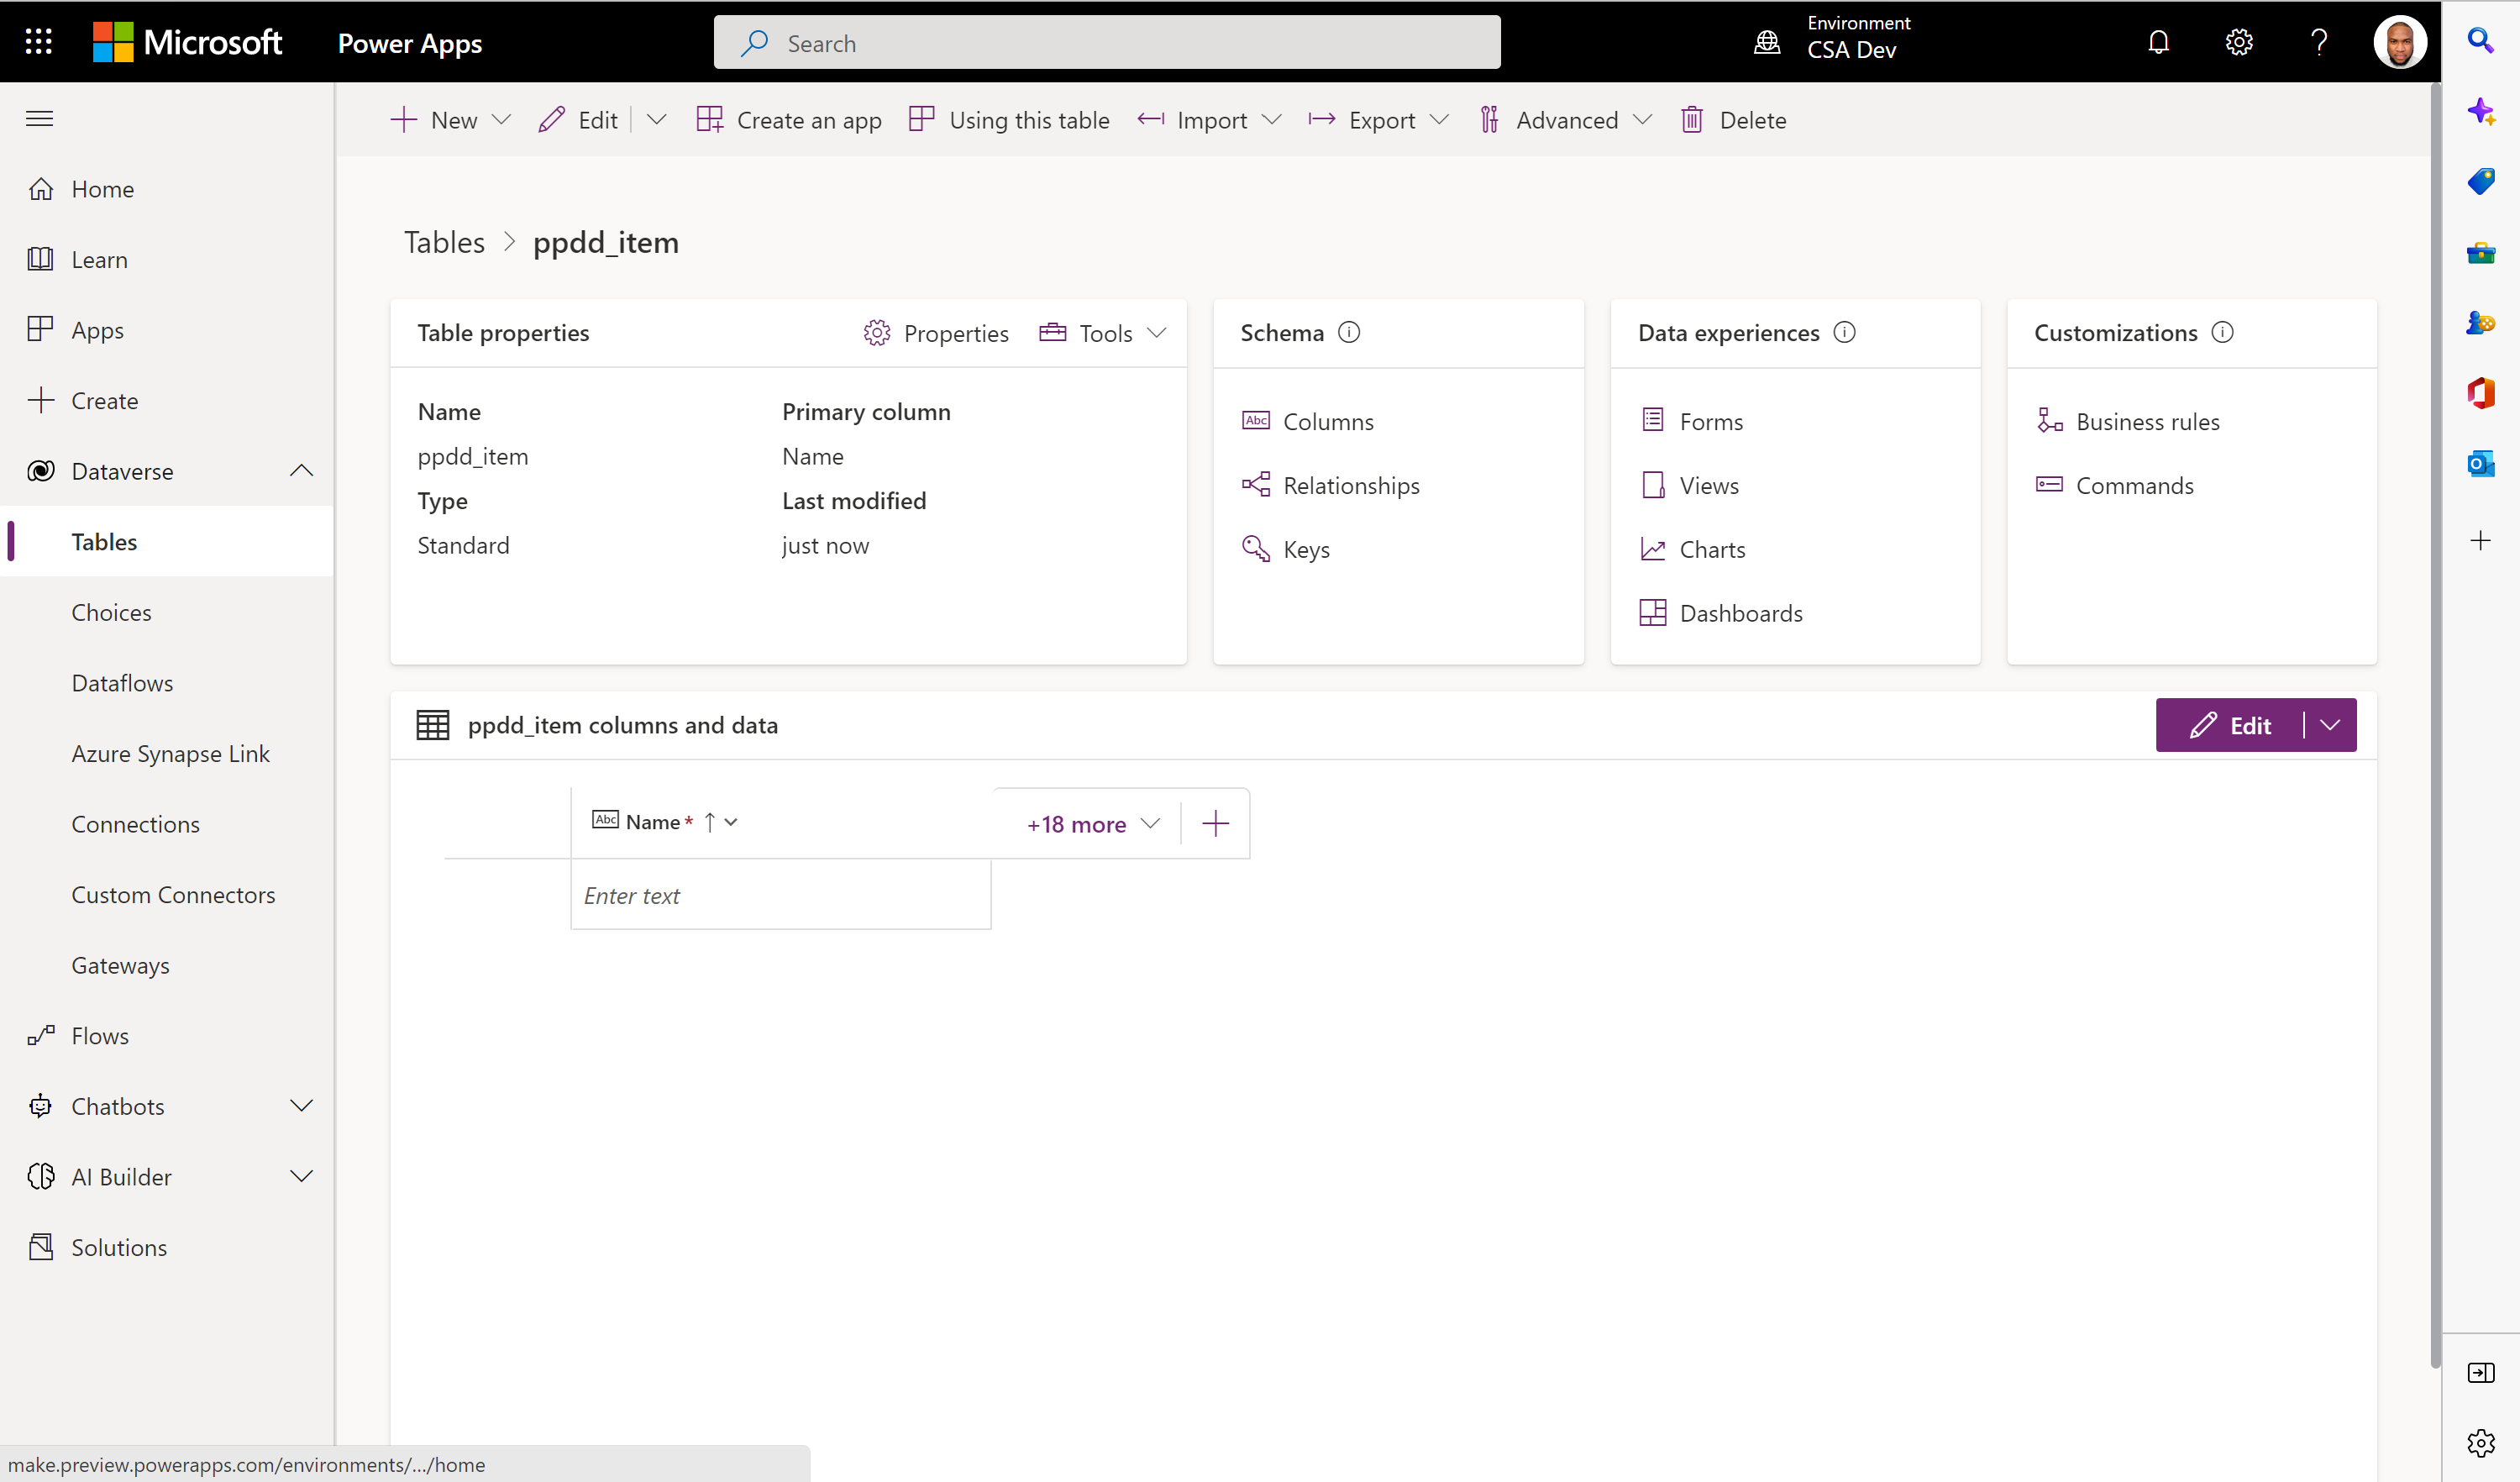 Microsoft
Power Apps
Search
Environment
CSA Dev
New
Edit
Create an app
Using this table
Import
Export
Advanced
Delete
Home
Learn
Apps
Create
Dataverse
Tables
Choices
Dataflows
Azure Synapse Link
Connections
Custom Connectors
Gateways
Flows
Chatbots
AI Builder
Solutions
Tables > ppdd_item
Table properties
Properties
Tools
Name
Primary column
ppdd_item
Name
Type
Last modified
Standard
just now
Schema
Columns
Relationships
Keys
Data experiences
Forms
Views
Charts
Dashboards
Customizations
Business rules
Commands
ppdd_item columns and data
Edit
Abc Name* ↑
+18 more
Enter text
make.preview.powerapps.com/environments/.../home